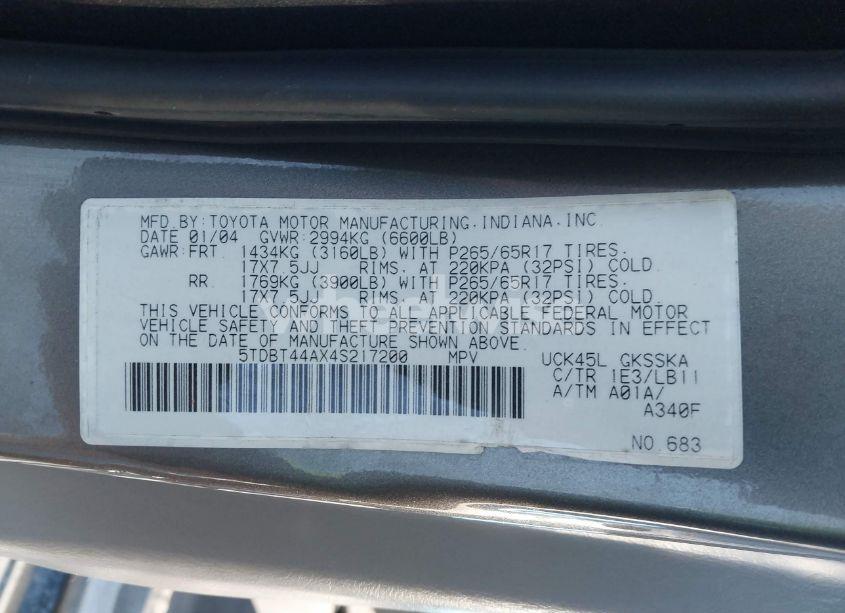 MFD.BY:TOYOTA MOTOR MANUFACTURING.INDIANA.INC.
DATE 01/04 GVWR:2994KG (6600LB)
GAWR:FRT 1434KG (3160LB) WITH P265/65R17 TIRES.
17X7.5JJ RIMS. AT 220KPA (32PSI) COLD.
RR 1769KG (3900LB) WITH P265/65R17 TIRES.
17X7.5JJ RIMS. AT 220KPA (32PSI) COLD.
THIS VEHICLE CONFORMS TO ALL APPLICABLE FEDERAL MOTOR
VEHICLE SAFETY AND THEFT PREVENTION STANDARDS IN EFFECT
ON THE DATE OF MANUFACTURE SHOWN ABOVE.
5TDBT44AX4S217200 MPV UCK45L GKSSKA
C/TR 1E3/LB11
A/TM A01A/
A340F
NO.683